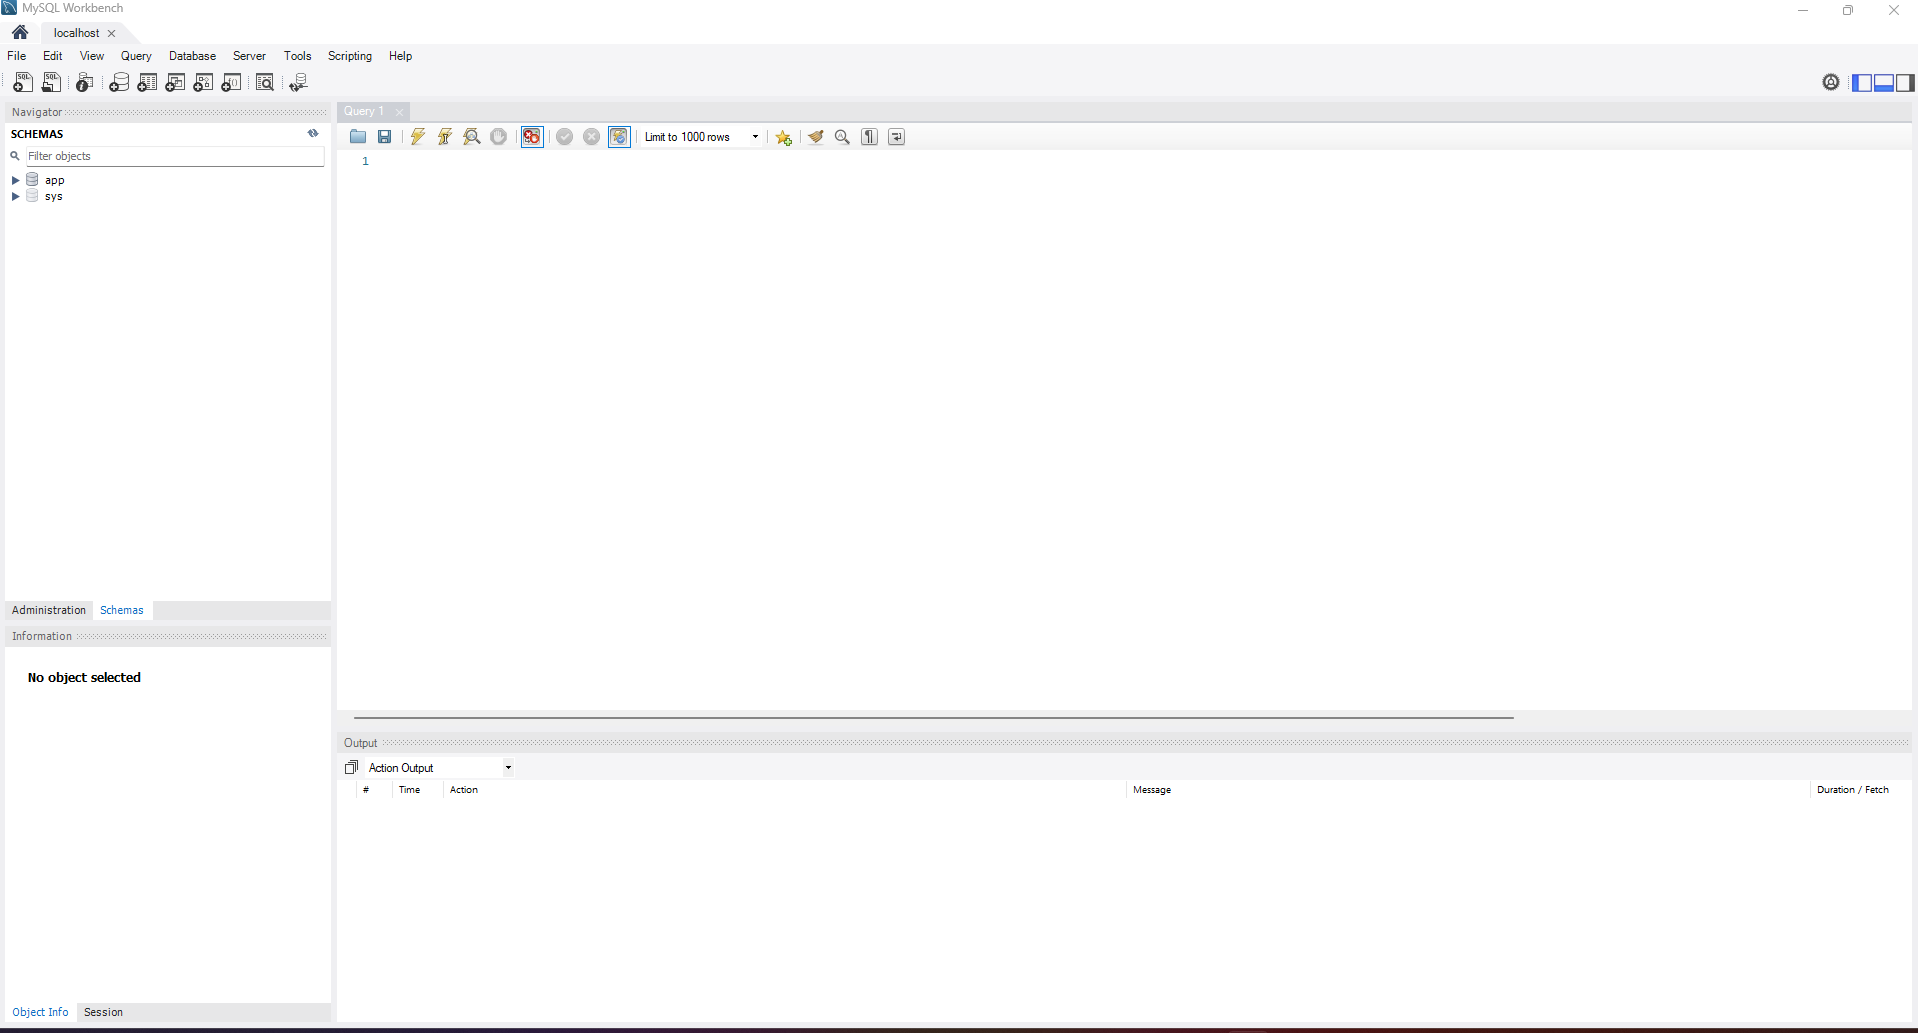 MySQL Workbench
localhost
File Edit View Query Database Server Tools Scripting Help
Navigator
SCHEMAS
Filter objects
app
sys
Administration Schemas
Information
No object selected
Object Info Session
Query 1
Limit to 1000 rows
1
Output
Action Output
# Time Action Message Duration / Fetch